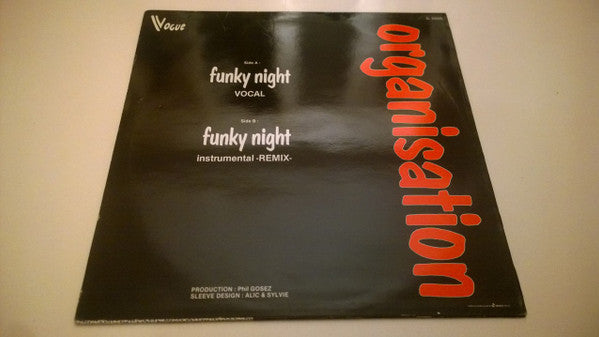 Vogue
Side A :
funky night
VOCAL
Side B :
funky night
instrumental -REMIX-
organisation
PRODUCTION : Phil GOSEZ
SLEEVE DESIGN : ALIC & SYLVIE